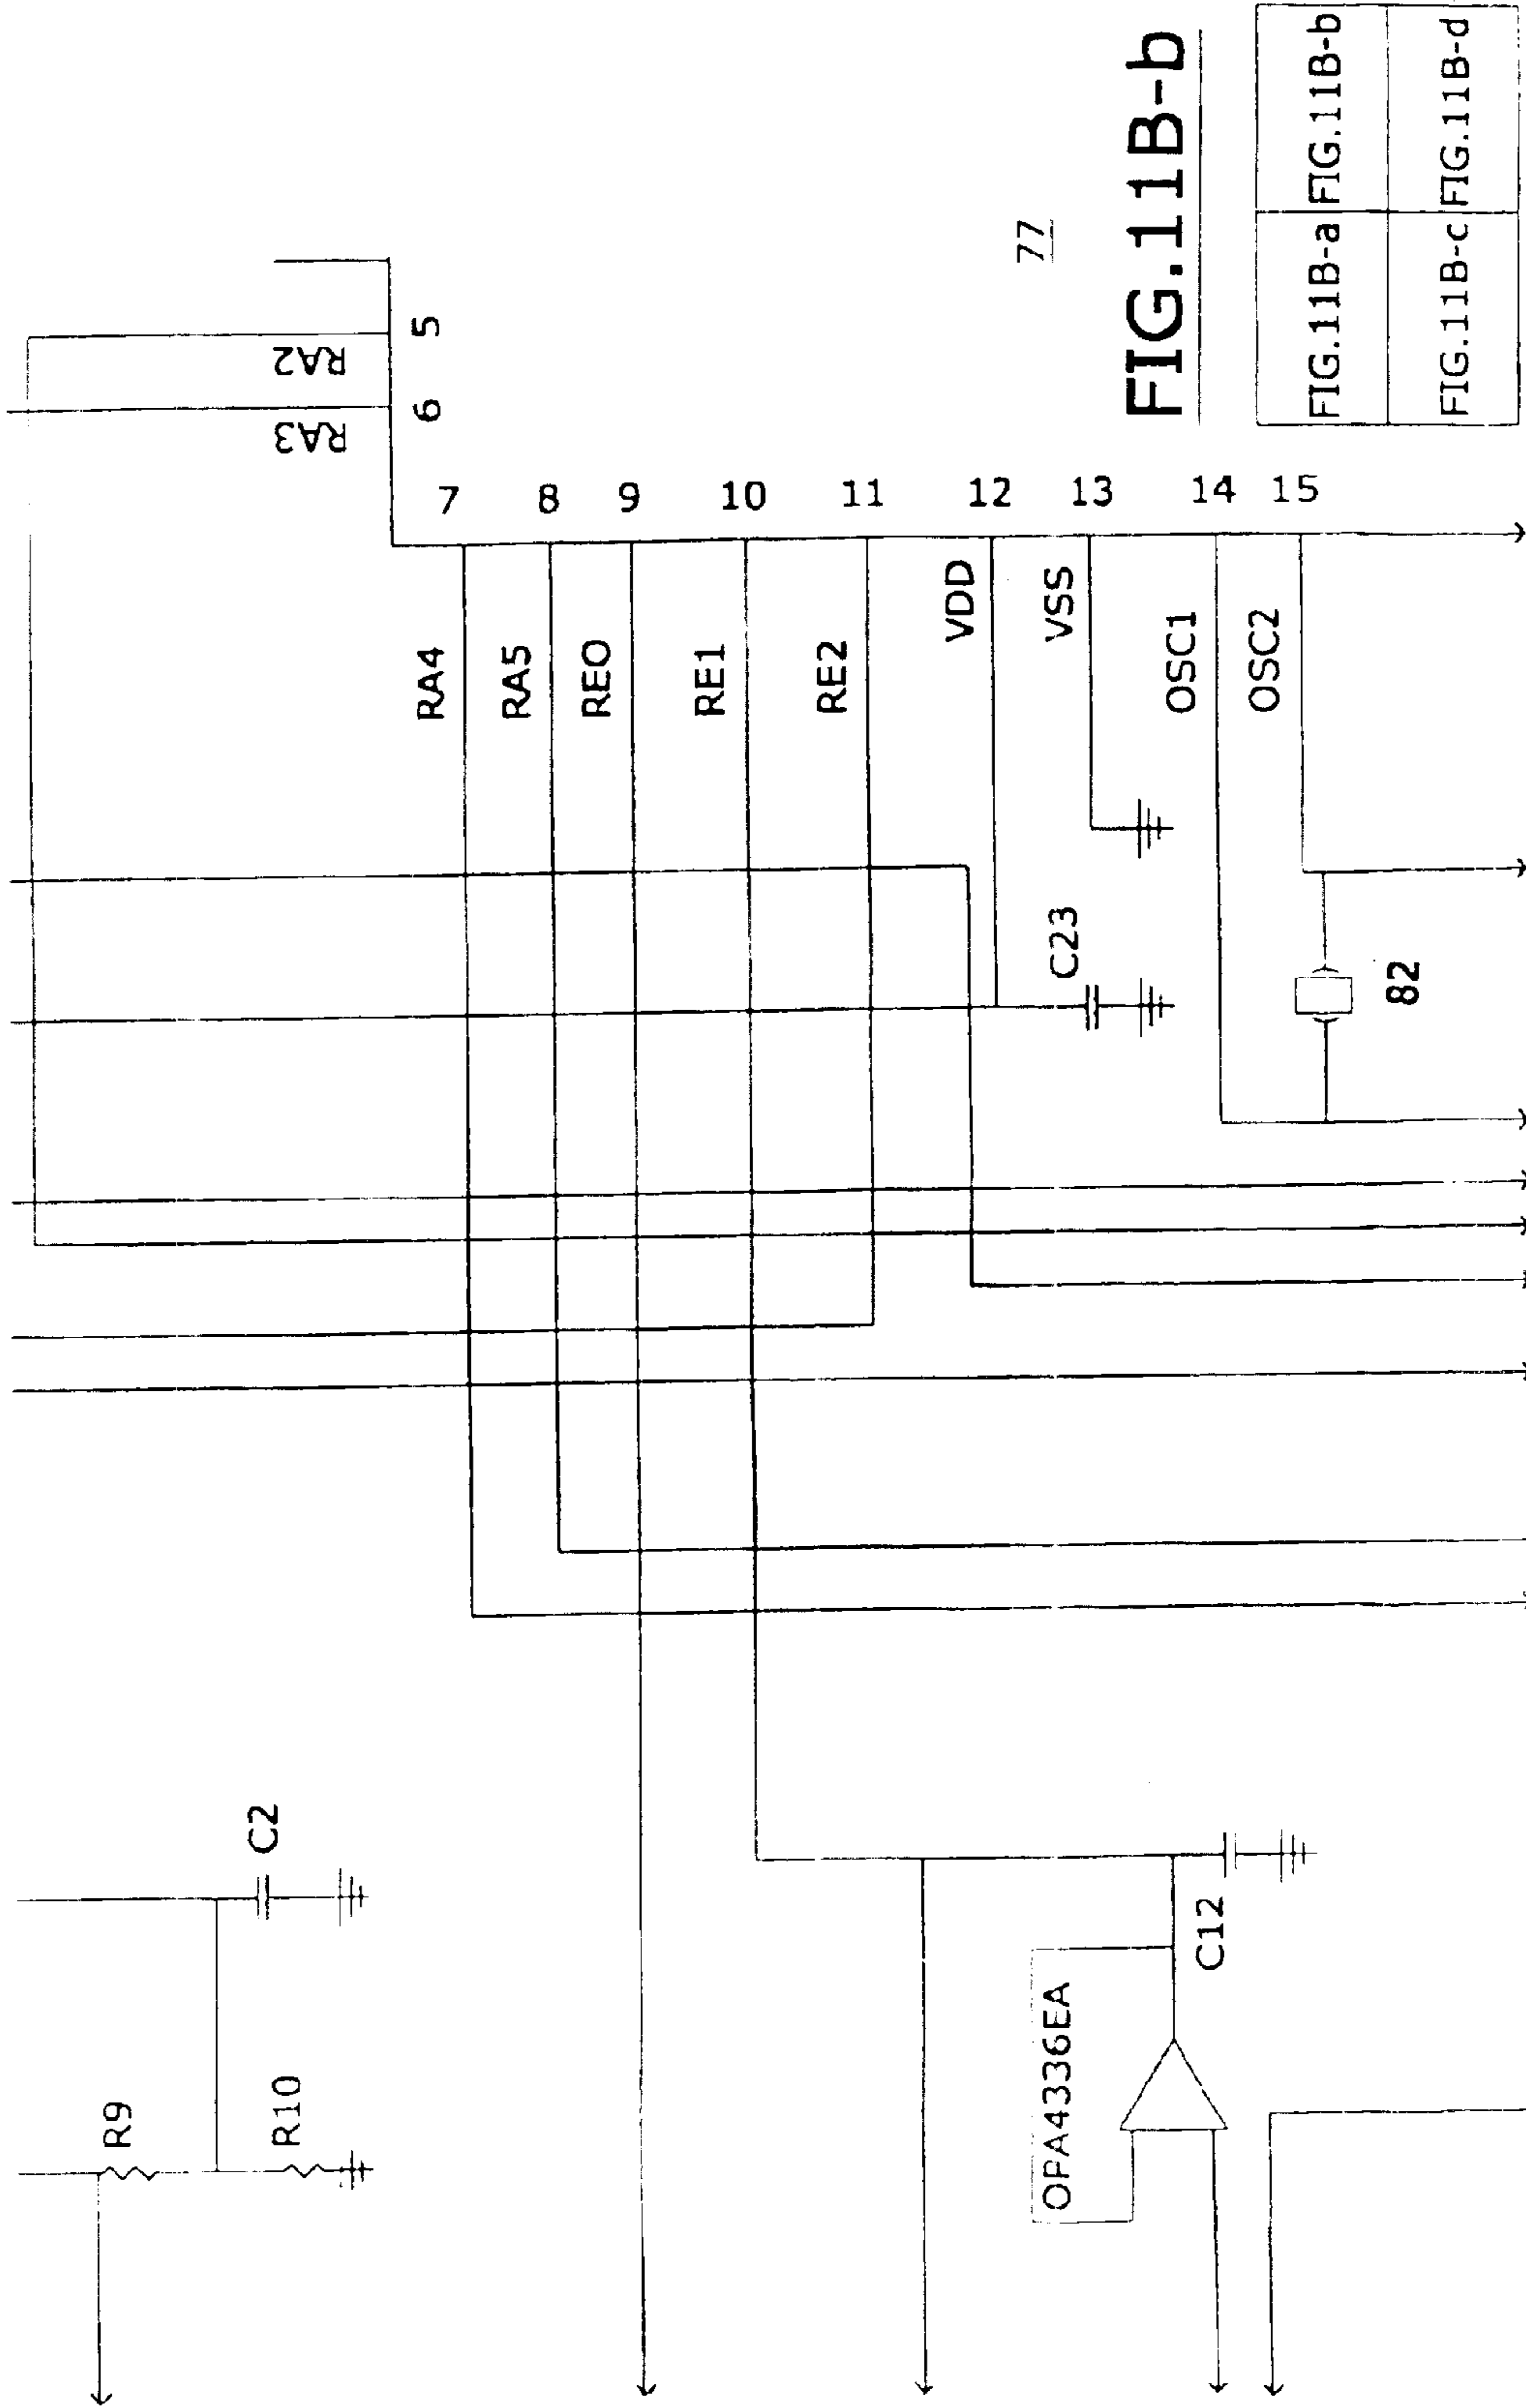 RA2
5
RA3
6
7
8
9
10
11
12
13
14
15
RA4
RA5
REO
RE1
RE2
VDD
VSS
OSC1
OSC2
C23
82
C2
R9
R10
OPA4336EA
C12
77
FIG.11B-b
FIG.11B-a FIG.11B-b
FIG.11B-c FIG.11B-d